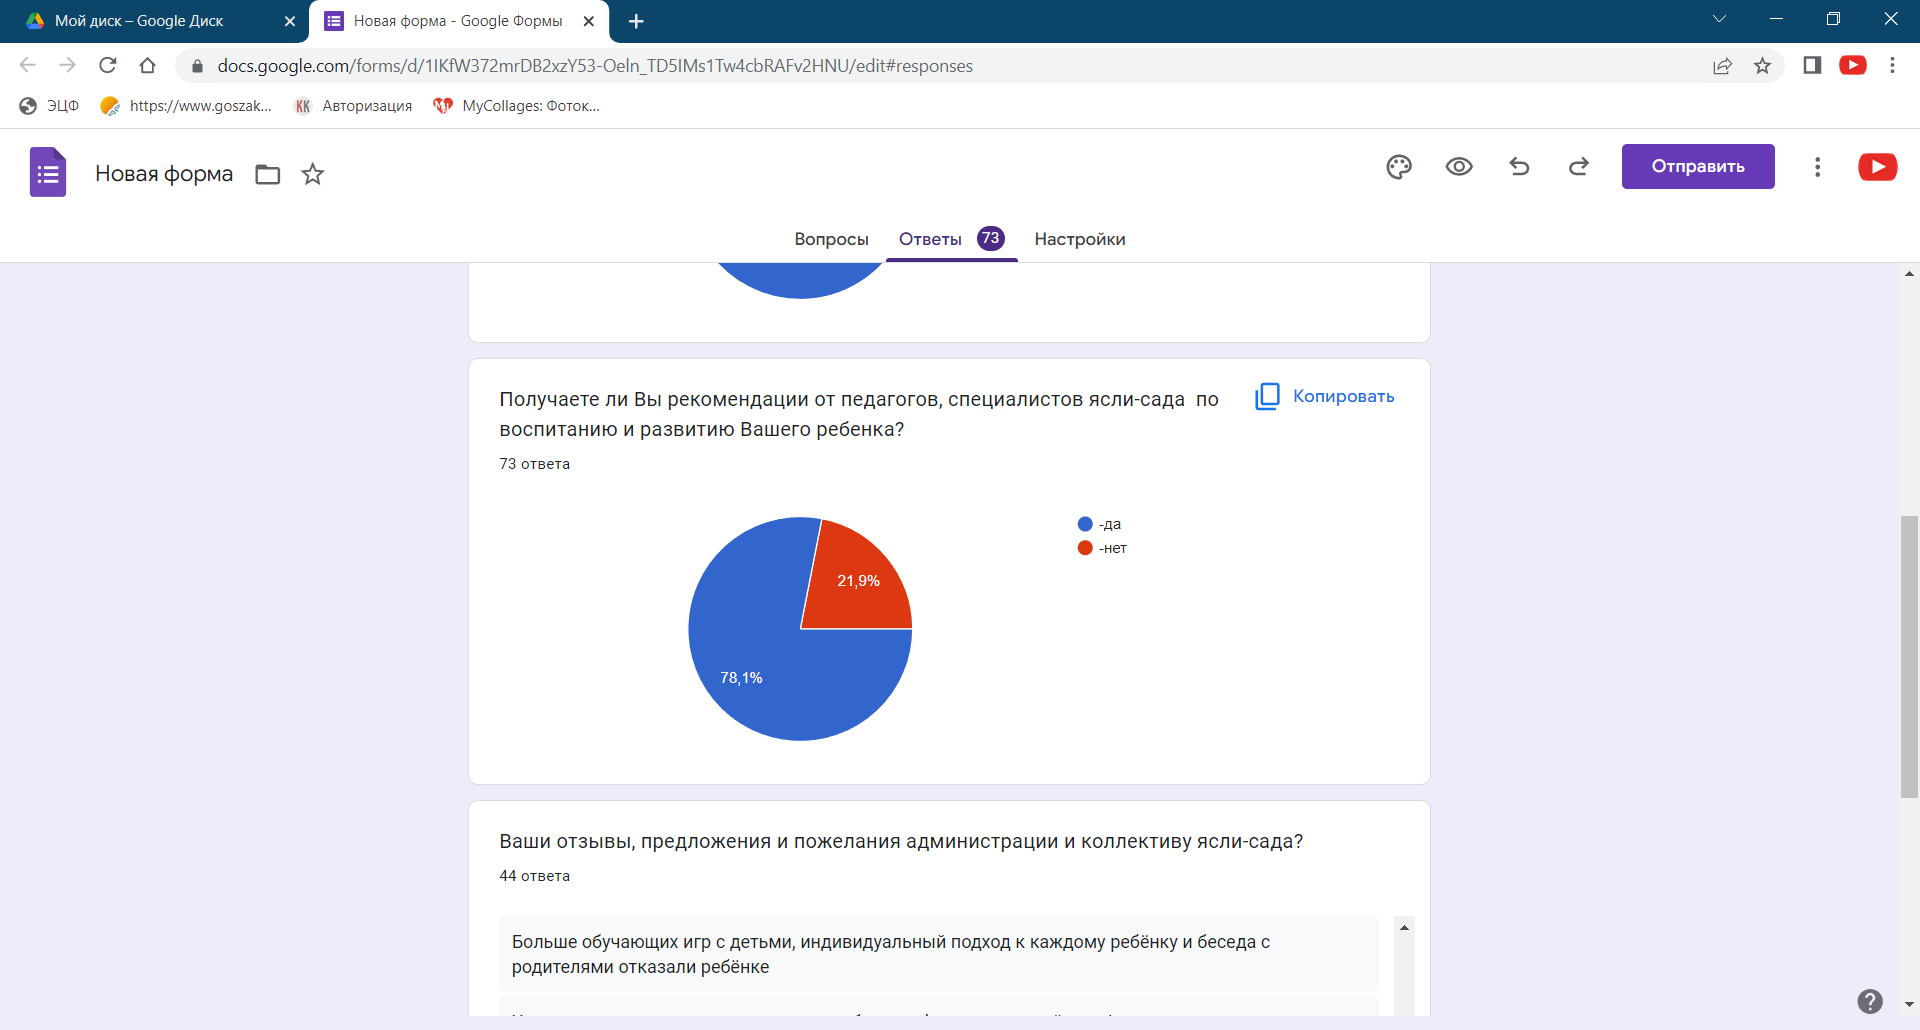 Мой диск – Google Диск
Новая форма - Google Формы
docs.google.com/forms/d/1IKfW372mrDB2xzY53-Oeln_TD5IMs1Tw4cbRAFv2HNU/edit#responses
ЭЦФ
https://www.goszak...
КК Авторизация
MyCollages: Фоток...
Новая форма
Отправить
Вопросы
Ответы 73
Настройки
Получаете ли Вы рекомендации от педагогов, специалистов ясли-сада по
воспитанию и развитию Вашего ребенка?
Копировать
73 ответа
-да
-нет
21,9%
78,1%
Ваши отзывы, предложения и пожелания администрации и коллективу ясли-сада?
44 ответа
Больше обучающих игр с детьми, индивидуальный подход к каждому ребёнку и беседа с
родителями отказали ребёнке